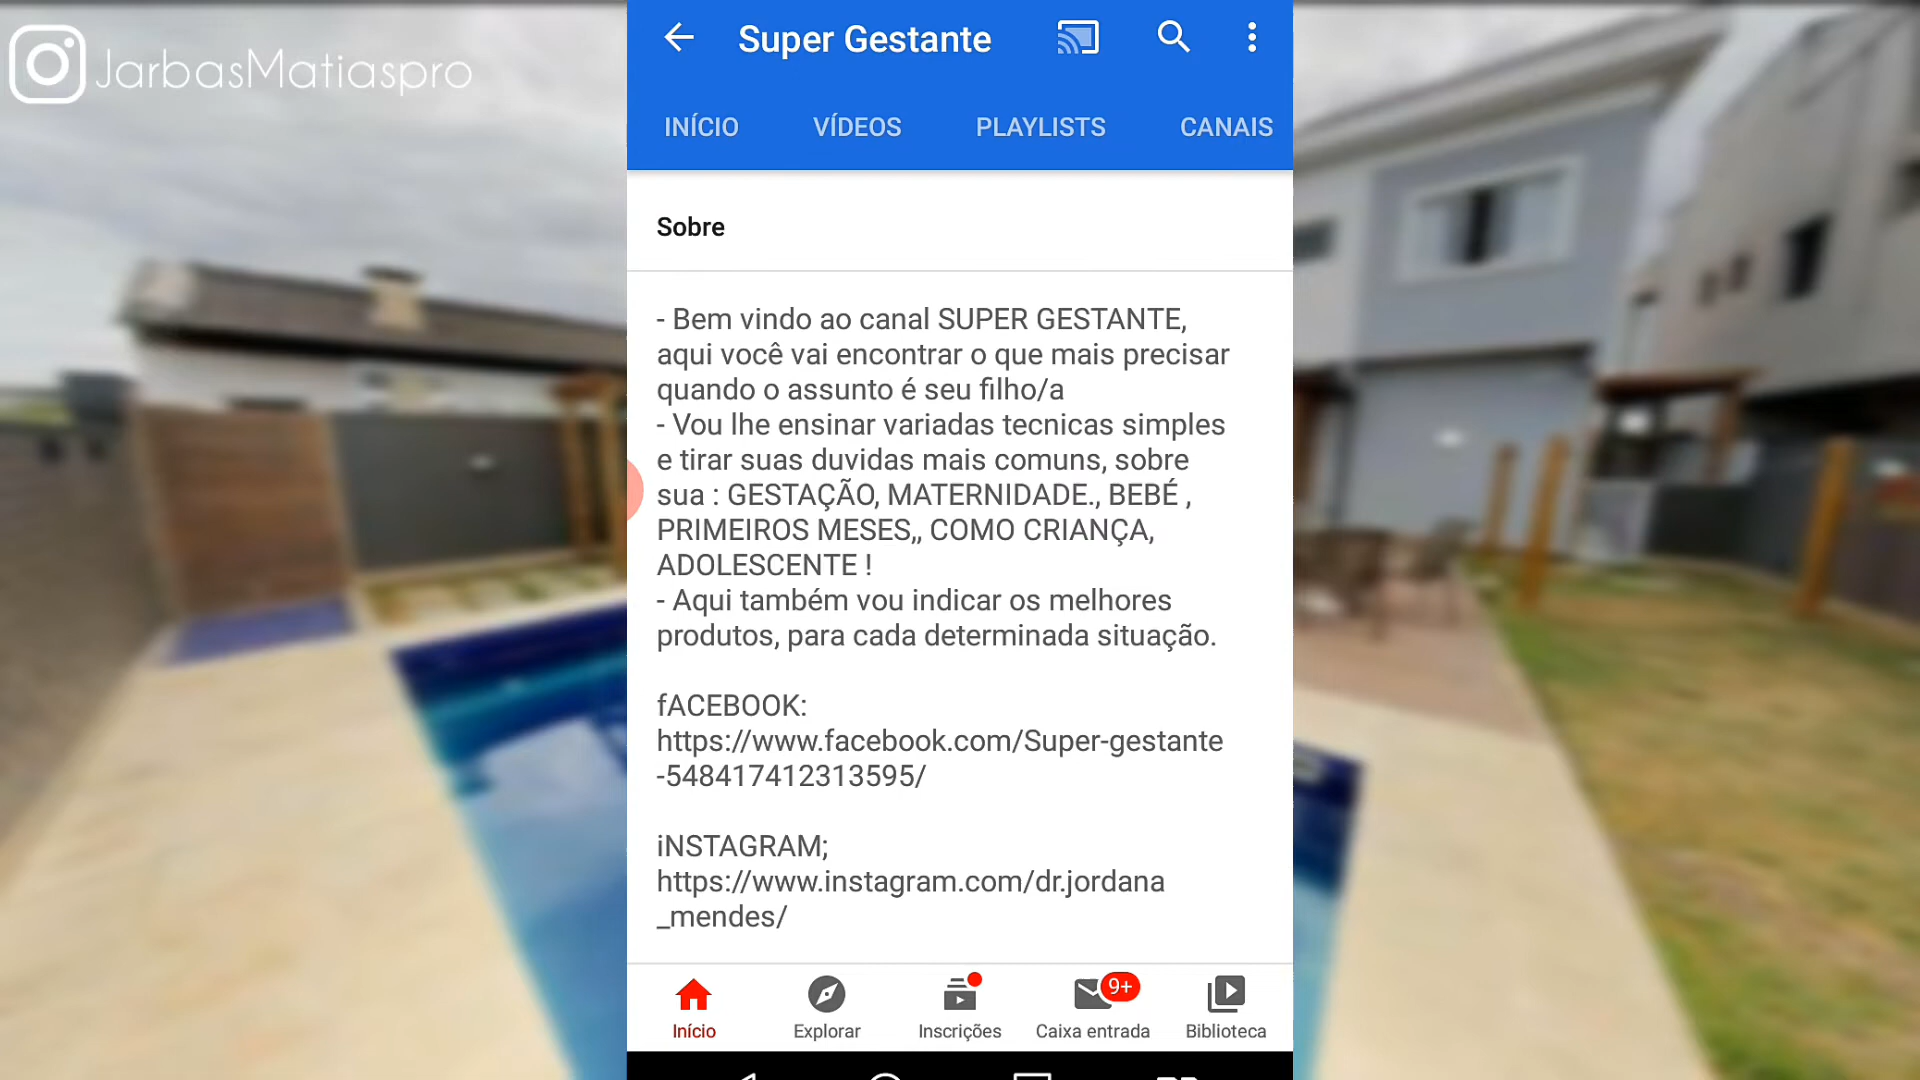 JarbasMatiaspro
Super Gestante
INÍCIO VÍDEOS PLAYLISTS CANAIS
Sobre
- Bem vindo ao canal SUPER GESTANTE,
aqui você vai encontrar o que mais precisar
quando o assunto é seu filho/a
- Vou lhe ensinar variadas tecnicas simples
e tirar suas duvidas mais comuns, sobre
sua : GESTAÇÃO, MATERNIDADE., BEBÉ ,
PRIMEIROS MESES,, COMO CRIANÇA,
ADOLESCENTE !
- Aqui também vou indicar os melhores
produtos, para cada determinada situação.
fACEBOOK:
https://www.facebook.com/Super-gestante
-548417412313595/
iNSTAGRAM;
https://www.instagram.com/dr.jordana
_mendes/
9+
Início Explorar Inscrições Caixa entrada Biblioteca